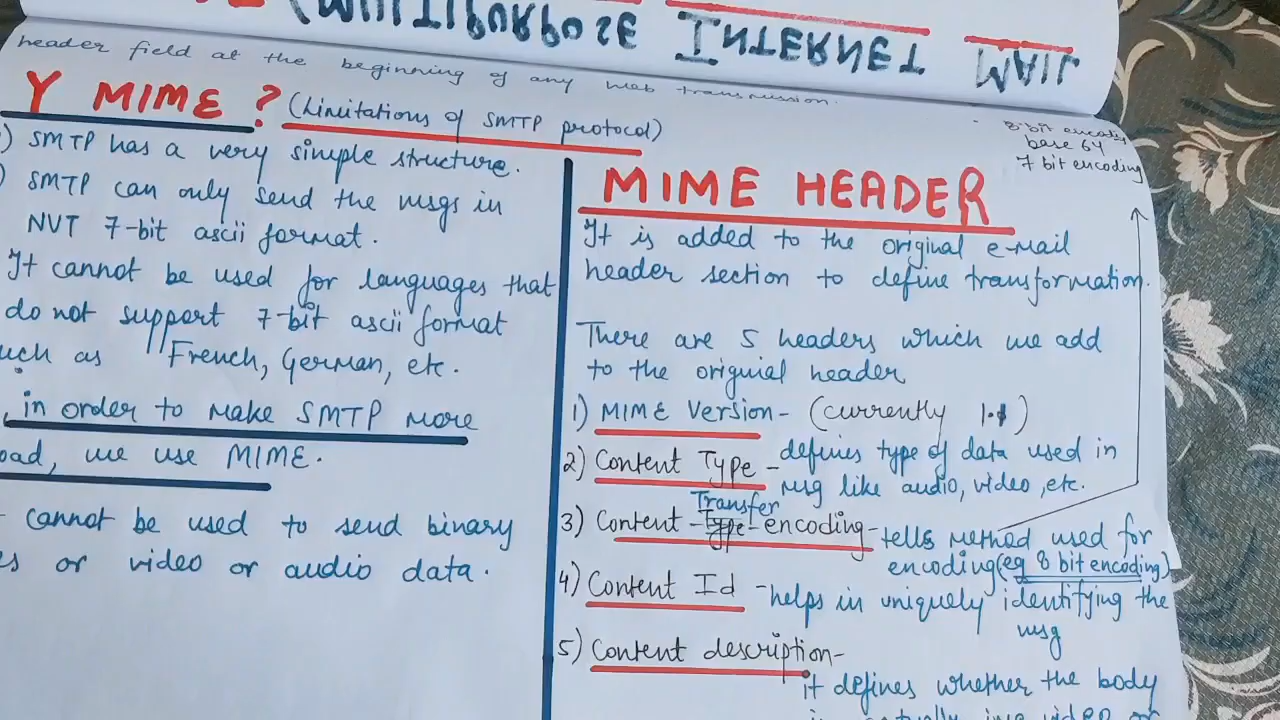 (MULTIPURPOSE INTERNET MAIL
header field at the beginning of any web transmission.
Y MIME ? (Limitations of SMTP protocol)
SMTP has a very simple structure.
SMTP can only send the msgs in
NVT 7-bit ascii format.
It cannot be used for languages that
do not support 7-bit ascii format
uch as French, German, etc.
in order to make SMTP more
oad, we use MIME.
cannot be used to send binary
es or video or audio data.
8 bit encoding
base 64
7 bit encoding
MIME HEADER
It is added to the original e-mail
header section to define transformation.
There are 5 headers which we add
to the original header
1) MIME Version- (currently 1.1)
2) Content Type - defines type of data used in
msg like audio, video, etc.
3) Content-Transfer-encoding- tells method used for
encoding(eg 8 bit encoding)
4) Content Id - helps in uniquely identifying the
msg
5) Content description-
it defines whether the body